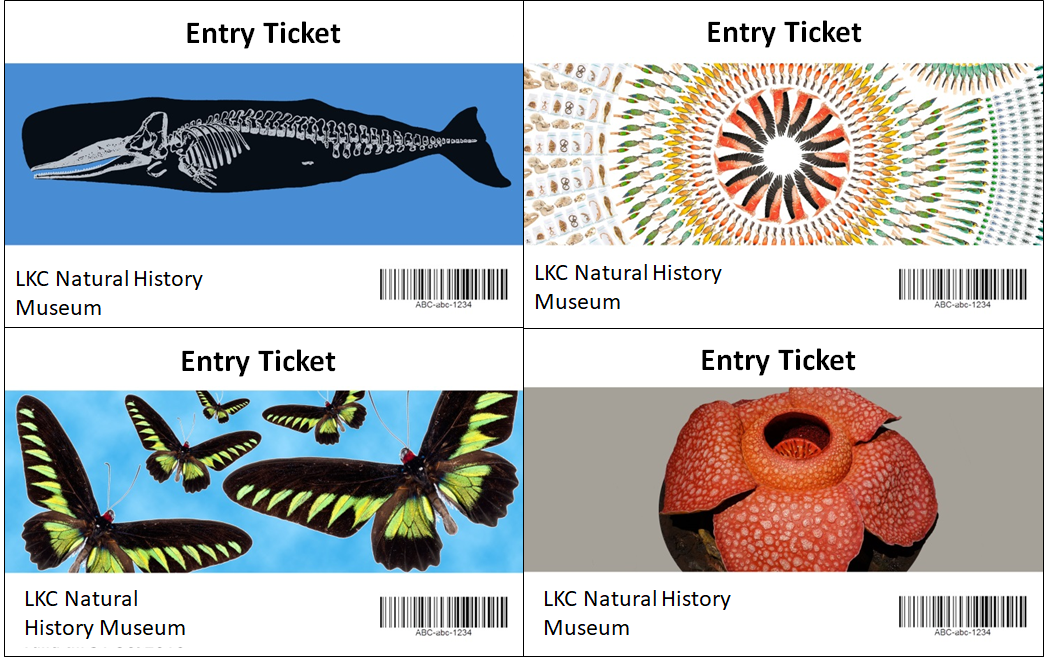 Entry Ticket
LKC Natural History
Museum
ABC-abc-1234
Entry Ticket
LKC Natural History
Museum
ABC-abc-1234
Entry Ticket
LKC Natural
History Museum
ABC-abc-1234
Entry Ticket
LKC Natural History
Museum
ABC-abc-1234